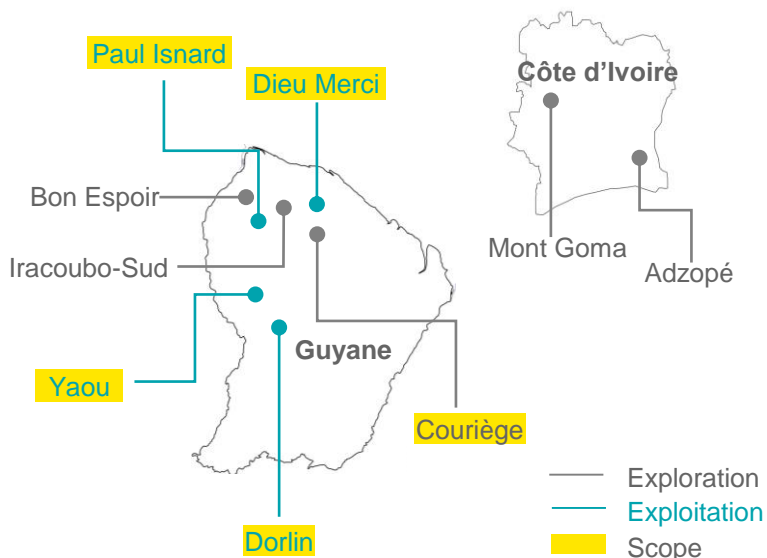 Paul Isnard
Dieu Merci
Côte d'Ivoire
Bon Espoir
Iracoubo-Sud
Mont Goma
Adzopé
Guyane
Yaou
Couriège
Exploration
Exploitation
Dorlin
Scope